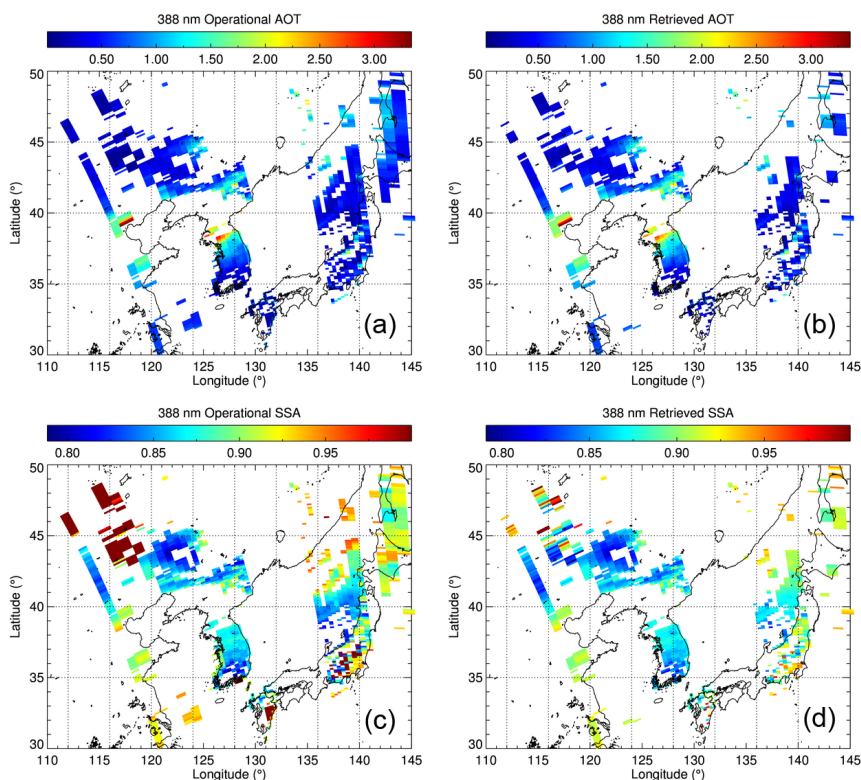 388 nm Operational AOT
0.50 1.00 1.50 2.00 2.50 3.00
50
45
40
35
30
Latitude (°)
(a)
110 115 120 125 130 135 140 145
Longitude (°)
388 nm Retrieved AOT
0.50 1.00 1.50 2.00 2.50 3.00
50
45
40
35
30
Latitude (°)
(b)
110 115 120 125 130 135 140 145
Longitude (°)
388 nm Operational SSA
0.80 0.85 0.90 0.95
50
45
40
35
30
Latitude (°)
(c)
110 115 120 125 130 135 140 145
Longitude (°)
388 nm Retrieved SSA
0.80 0.85 0.90 0.95
50
45
40
35
30
Latitude (°)
(d)
110 115 120 125 130 135 140 145
Longitude (°)